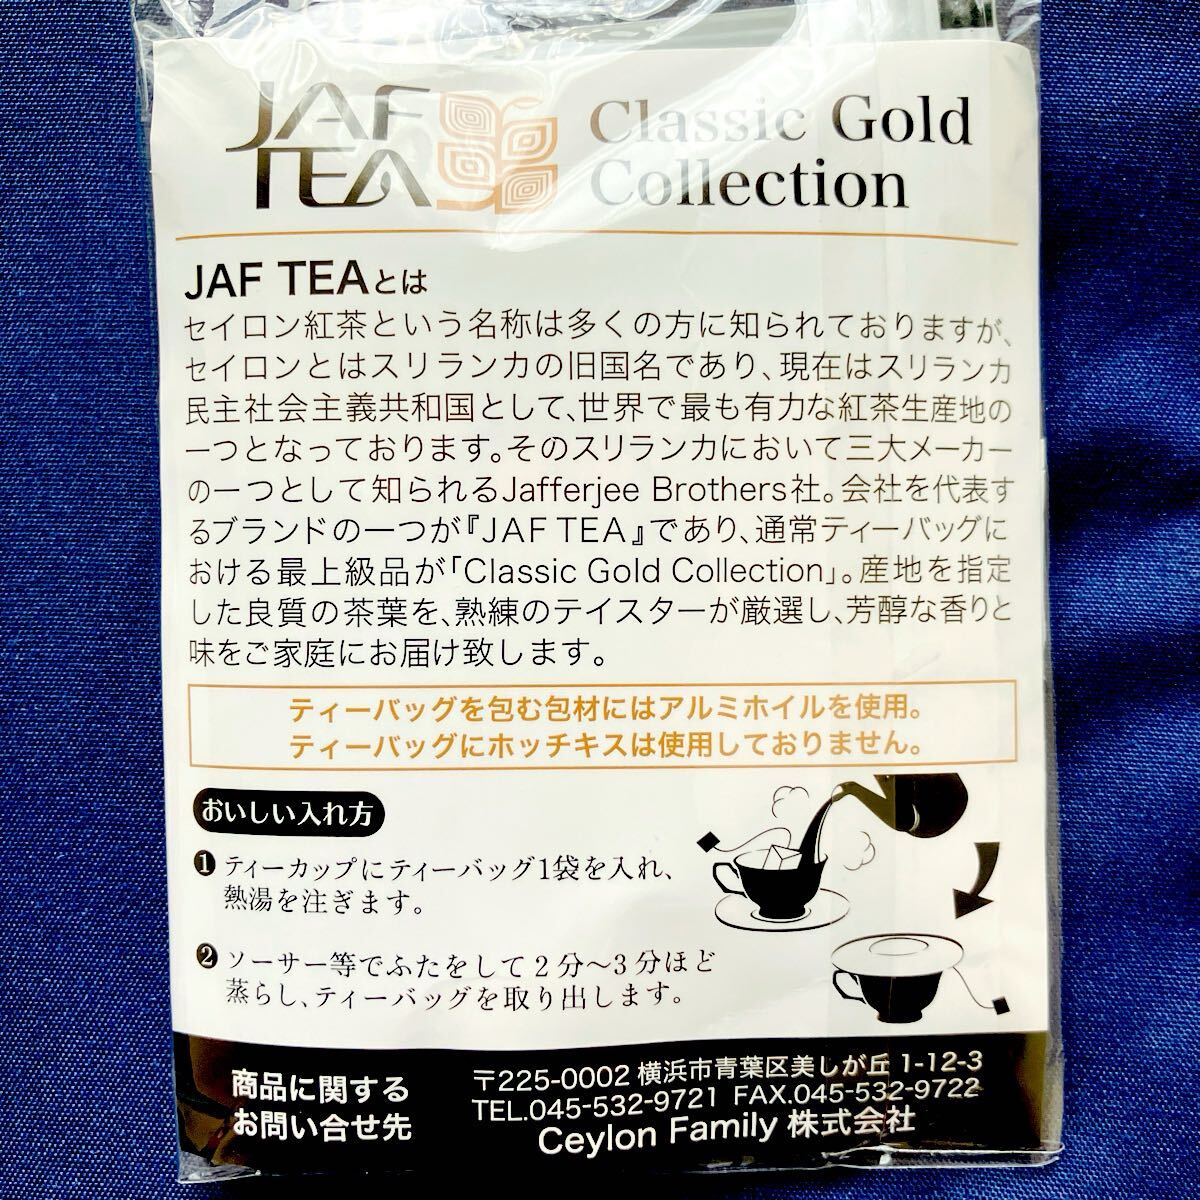 JAF
TEA
Classic Gold
Collection
JAF TEAとは
セイロン紅茶という名称は多くの方に知られておりますが、
セイロンとはスリランカの旧国名であり、現在はスリランカ
民主社会主義共和国として、世界で最も有力な紅茶生産地の
一つとなっております。そのスリランカにおいて三大メーカー
の一つとして知られるJafferjee Brothers社。会社を代表す
るブランドの一つが『JAF TEA』であり、通常ティーバッグに
おける最上級品が「Classic Gold Collection」。産地を指定
した良質の茶葉を、熟練のテイスターが厳選し、芳醇な香りと
味をご家庭にお届け致します。
ティーバッグを包む包材にはアルミホイルを使用。
ティーバッグにホッチキスは使用しておりません。
おいしい入れ方
❶ ティーカップにティーバッグ1袋を入れ、
熱湯を注ぎます。
❷ ソーサー等でふたをして2分〜3分ほど
蒸らし、ティーバッグを取り出します。
商品に関する
お問い合せ先
〒225-0002 横浜市青葉区美しが丘 1-12-3
TEL.045-532-9721 FAX.045-532-9722
Ceylon Family 株式会社